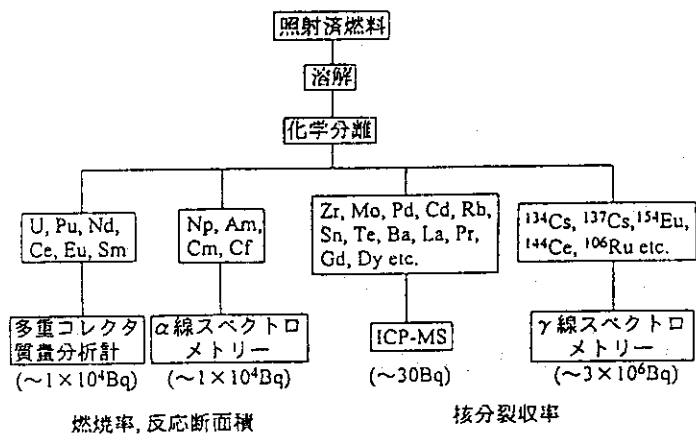 照射済燃料
溶解
化学分離
U, Pu, Nd,
Ce, Eu, Sm
Np, Am,
Cm, Cf
Zr, Mo, Pd, Cd, Rb,
Sn, Te, Ba, La, Pr,
Gd, Dy etc.
¹³⁴Cs, ¹³⁷Cs, ¹⁵⁴Eu,
¹⁴⁴Ce, ¹⁰⁶Ru etc.
多重コレクタ
質量分析計
(～1×10⁴Bq)
α線スペクトロ
メトリー
(～1×10⁴Bq)
ICP-MS
(～30Bq)
γ線スペクトロ
メトリー
(～3×10⁶Bq)
燃焼率, 反応断面積
核分裂収率